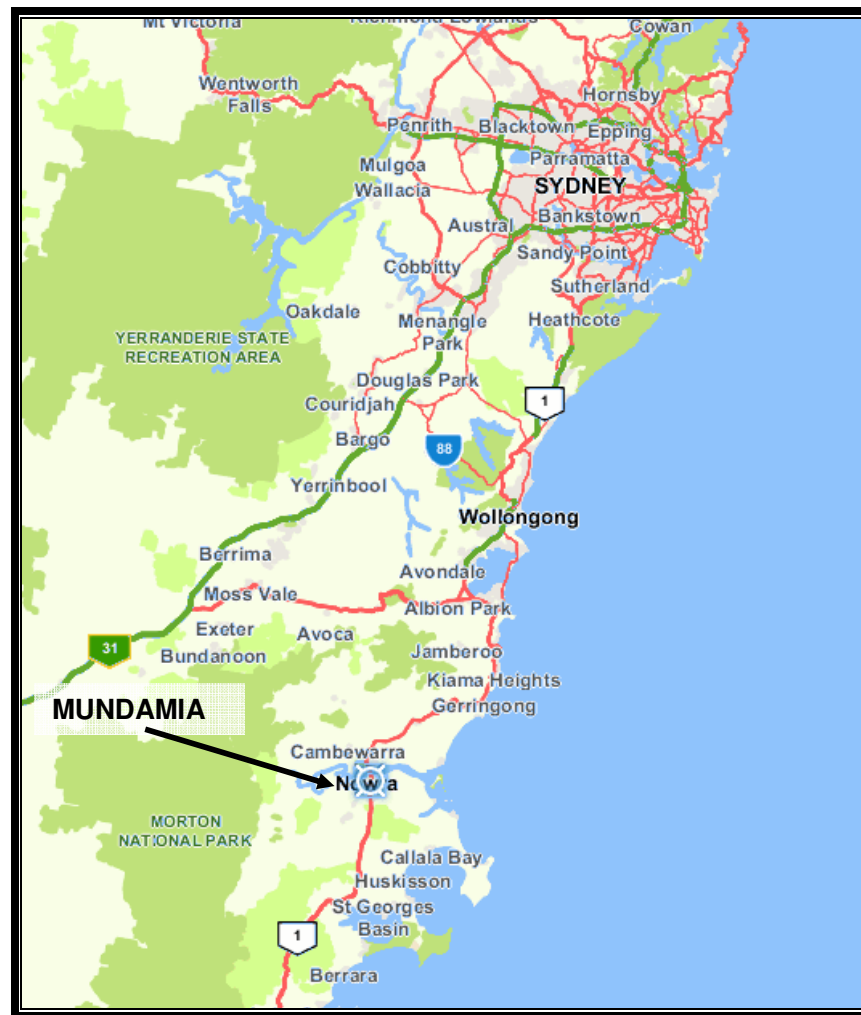 Mt Victoria
Richmond Lowlands
Cowan
Wentworth
Falls
Hornsby
Penrith
Blacktown
Epping
Mulgoa
Parramatta
Wallacia
SYDNEY
Austral
Bankstown
Cobbitty
Sandy Point
Sutherland
Oakdale
Menangle
Park
Heathcote
YERRANDERIE STATE
RECREATION AREA
Douglas Park
Couridjah
1
Bargo
88
Yerrinbool
Wollongong
Berrima
Avondale
Moss Vale
Albion Park
Exeter
Avoca
31
Bundanoon
Jamberoo
Kiama Heights
MUNDAMIA
Gerringong
Cambewarra
Nowra
MORTON
NATIONAL PARK
Callala Bay
Huskisson
St Georges
Basin
1
Berrara